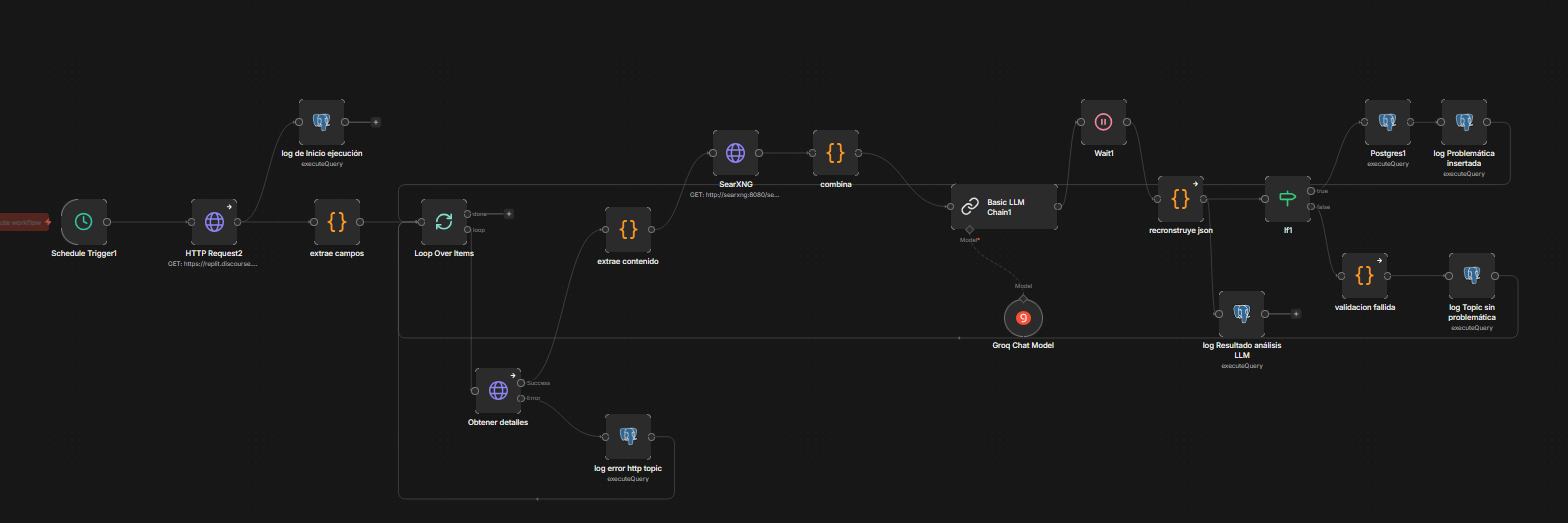 log de Inicio ejecución
executeQuery
Schedule Trigger1
HTTP Request2
GET: https://replit.discourse....
extrae campos
done
loop
Loop Over Items
extrae contenido
SearXNG
GET: http://searxng:8080/se...
combina
Basic LLM
Chain1
Model*
Model
Groq Chat Model
Wait1
recronstruye json
true
false
If1
Postgres1
executeQuery
log Problemática
insertada
executeQuery
validacion fallida
log Topic sin
problemática
executeQuery
log Resultado análisis
LLM
executeQuery
Success
Error
Obtener detalles
log error http topic
executeQuery